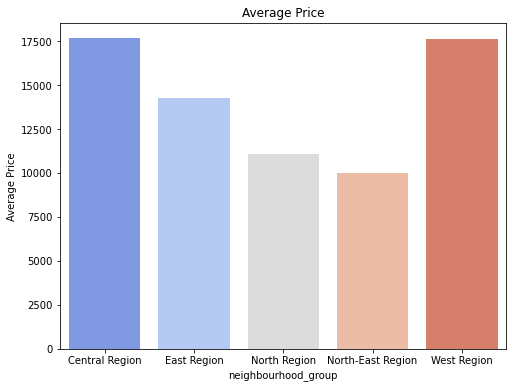 Average Price
17500
15000
12500
10000
7500
5000
2500
0
Average Price
Central Region East Region North Region North-East Region West Region
neighbourhood_group